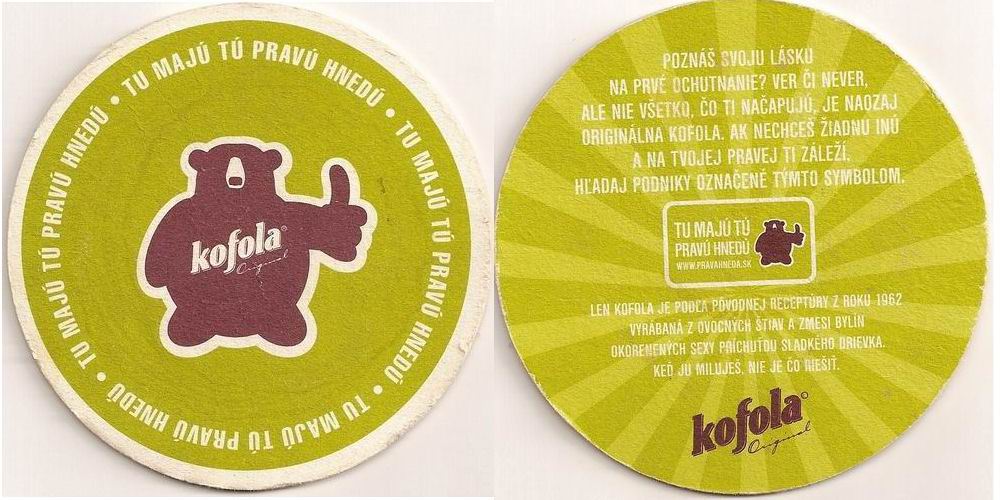 TU MAJÚ TÚ PRAVÚ HNEDÚ • TU MAJÚ TÚ PRAVÚ HNEDÚ • TU MAJÚ TÚ PRAVÚ HNEDÚ • TU MAJÚ TÚ PRAVÚ HNEDÚ •
kofola
Original
POZNÁŠ SVOJU LÁSKU
NA PRVÉ OCHUTNANIE? VER ČI NEVER,
ALE NIE VŠETKO, ČO TI NAČAPUJÚ, JE NAOZAJ
ORIGINÁLNA KOFOLA. AK NECHCEŠ ŽIADNU INÚ
A NA TVOJEJ PRAVEJ TI ZÁLEŽÍ,
HĽADAJ PODNIKY OZNAČENÉ TÝMTO SYMBOLOM.
TU MAJÚ TÚ
PRAVÚ HNEDÚ
WWW.PRAVAHNEDA.SK
LEN KOFOLA JE PODĽA PÔVODNEJ RECEPTÚRY Z ROKU 1962
VYRÁBANÁ Z OVOCNÝCH ŠTIAV A ZMESI BYLÍN
OKORENENÝCH SEXY PRÍCHUŤOU SLADKÉHO DRIEVKA.
KEĎ JU MILUJEŠ, NIE JE ČO RIEŠIŤ.
kofola
Original